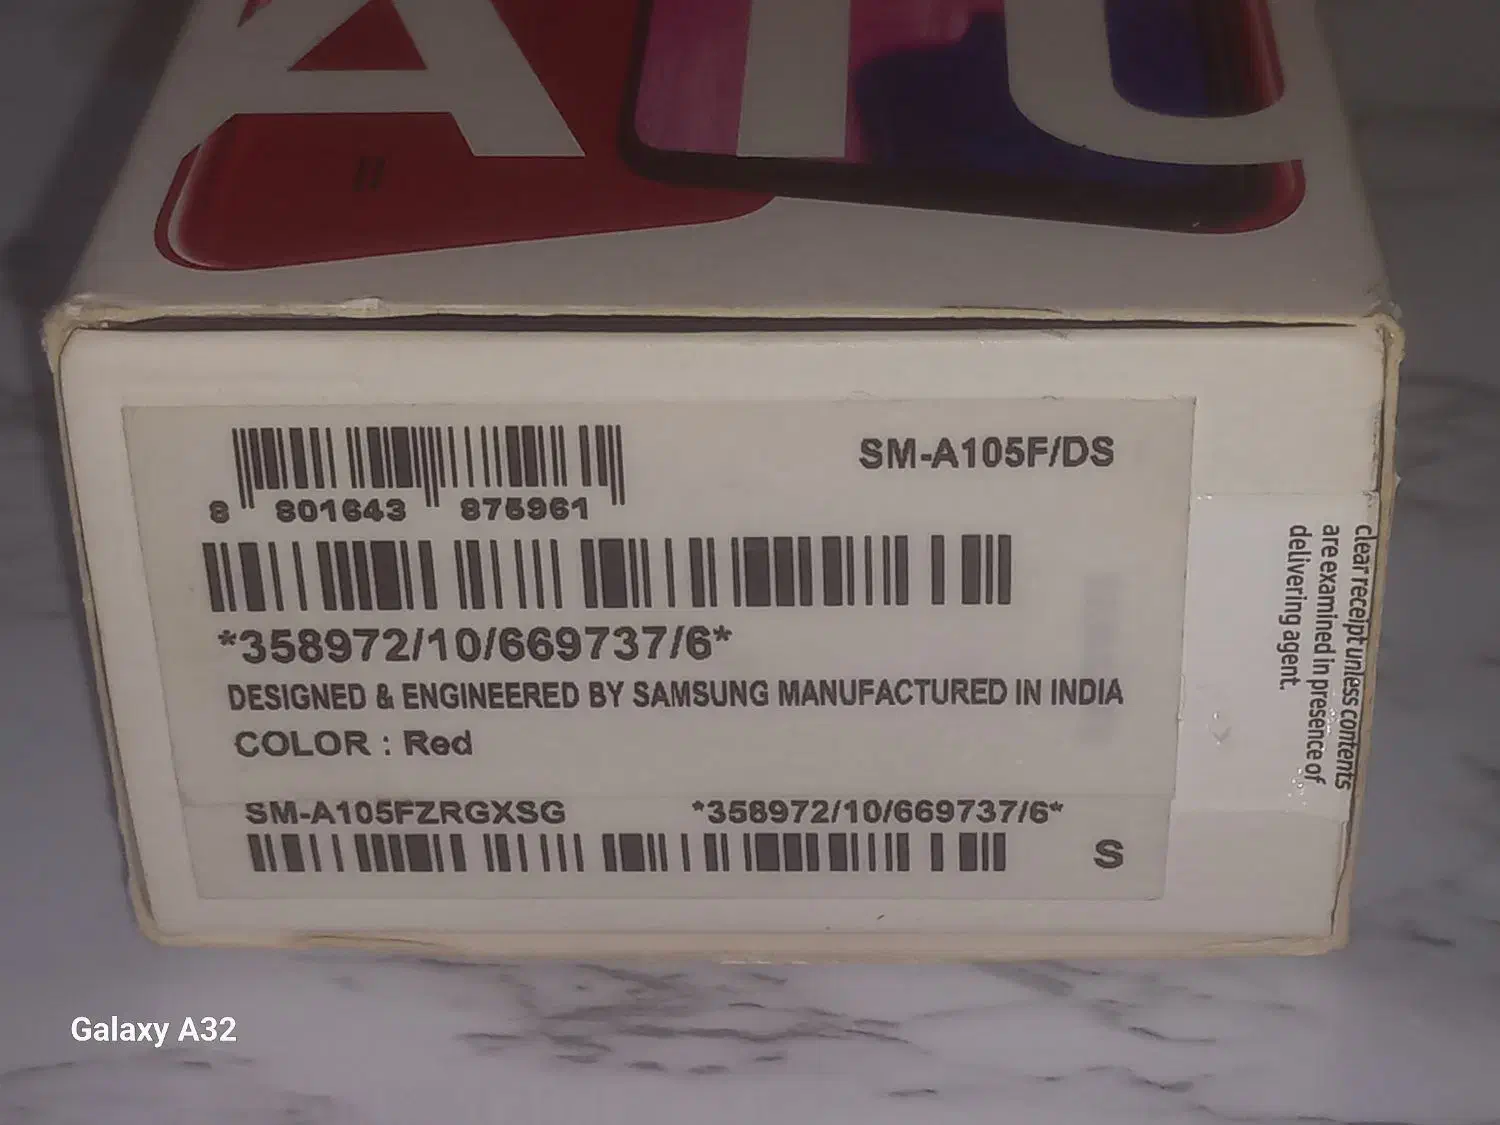 A10
SM-A105F/DS
8 801643 875961
*358972/10/669737/6*
DESIGNED & ENGINEERED BY SAMSUNG MANUFACTURED IN INDIA
COLOR : Red
SM-A105FZRGXSG *358972/10/669737/6*
S
clear receipt unless contents
are examined in presence of
delivering agent.
Galaxy A32